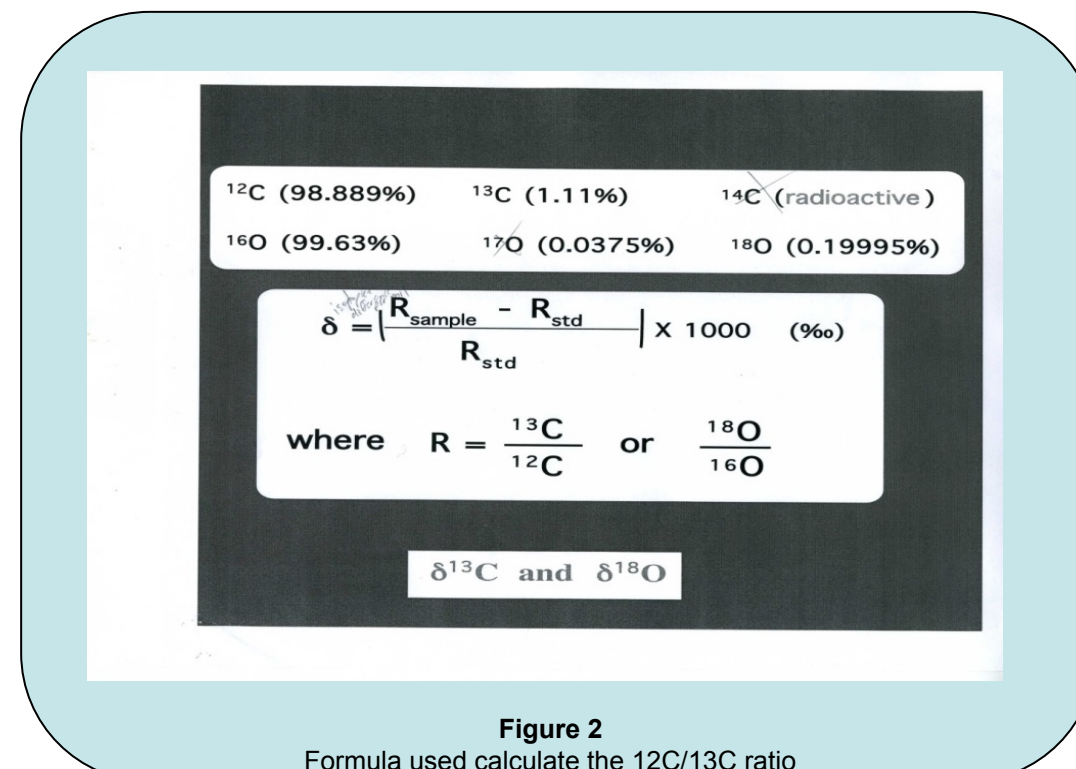 ¹²C (98.889%) ¹³C (1.11%) ¹⁴C (radioactive)
¹⁶O (99.63%) ¹⁷O (0.0375%) ¹⁸O (0.19995%)
δ = | R_sample - R_std / R_std | X 1000 (‰)
where R = ¹³C / ¹²C or ¹⁸O / ¹⁶O
δ¹³C and δ¹⁸O
Figure 2
Formula used calculate the 12C/13C ratio